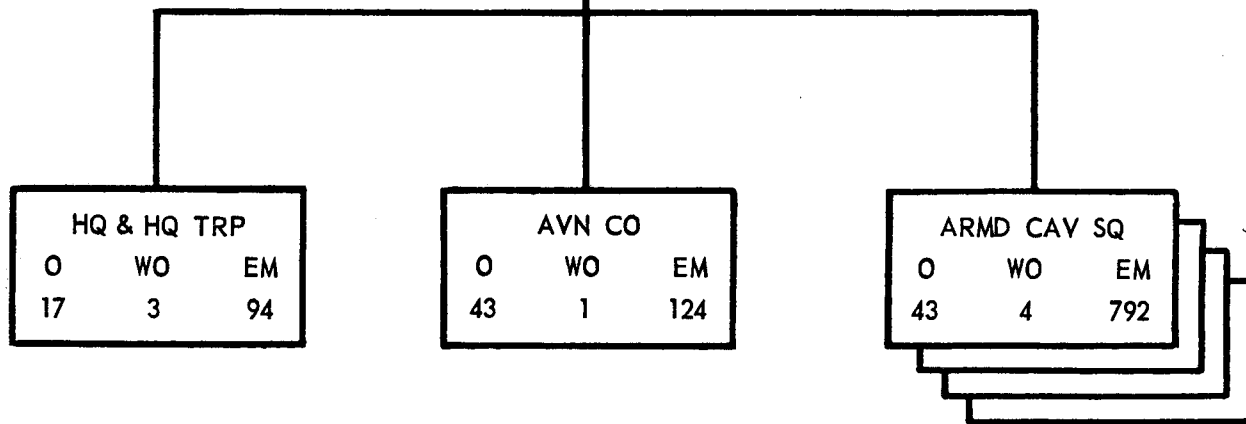 HQ & HQ TRP
O WO EM
17 3 94
AVN CO
O WO EM
43 1 124
ARMD CAV SQ
O WO EM
43 4 792